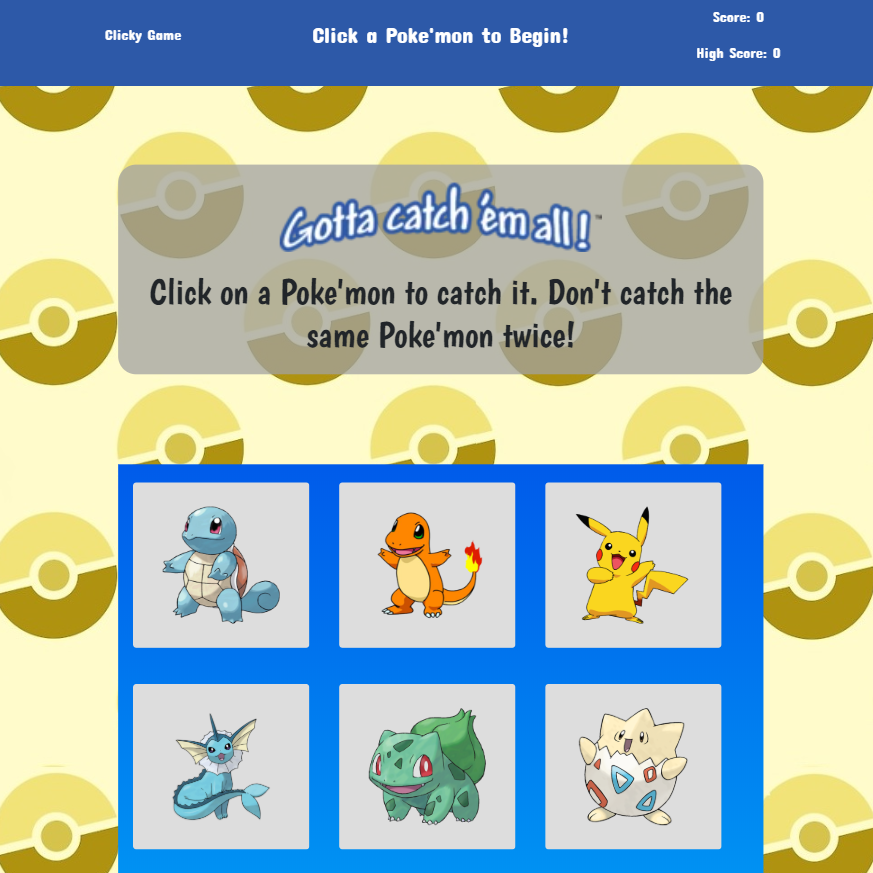 Clicky Game
Click a Poke'mon to Begin!
Score: 0
High Score: 0
Gotta catch 'em all!™
Click on a Poke'mon to catch it. Don't catch the
same Poke'mon twice!